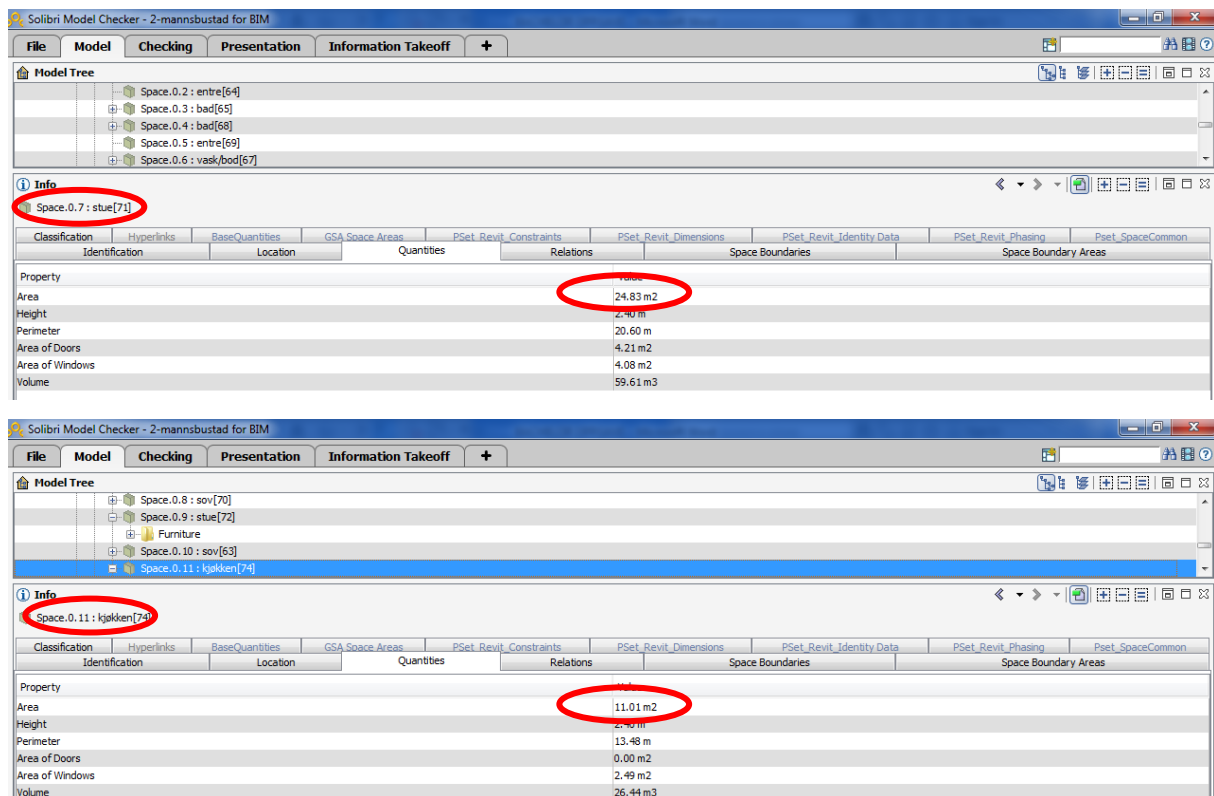 Solibri Model Checker - 2-mannsbustad for BIM
File Model Checking Presentation Information Takeoff +
Model Tree
Space.0.2 : entre[64]
Space.0.3 : bad[65]
Space.0.4 : bad[68]
Space.0.5 : entre[69]
Space.0.6 : vask/bod[67]
Info
Space.0.7 : stue[71]
Classification Hyperlinks BaseQuantities GSA Space Areas PSet_Revit_Constraints PSet_Revit_Dimensions PSet_Revit_Identity Data PSet_Revit_Phasing Pset_SpaceCommon
Identification Location Quantities Relations Space Boundaries Space Boundary Areas
Property Value
Area 24.83 m2
Height 2.40 m
Perimeter 20.60 m
Area of Doors 4.21 m2
Area of Windows 4.08 m2
Volume 59.61 m3
Solibri Model Checker - 2-mannsbustad for BIM
File Model Checking Presentation Information Takeoff +
Model Tree
Space.0.8 : sov[70]
Space.0.9 : stue[72]
Furniture
Space.0.10 : sov[63]
Space.0.11 : kjøkken[74]
Info
Space.0.11 : kjøkken[74]
Classification Hyperlinks BaseQuantities GSA Space Areas PSet_Revit_Constraints PSet_Revit_Dimensions PSet_Revit_Identity Data PSet_Revit_Phasing Pset_SpaceCommon
Identification Location Quantities Relations Space Boundaries Space Boundary Areas
Property Value
Area 11.01 m2
Height 2.40 m
Perimeter 13.48 m
Area of Doors 0.00 m2
Area of Windows 2.49 m2
Volume 26.44 m3